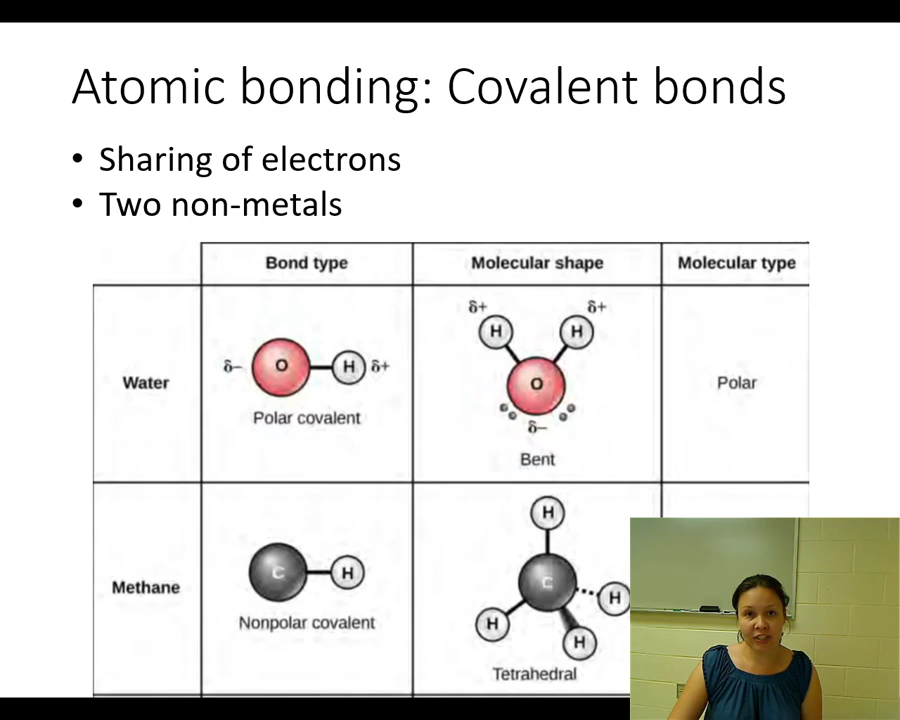 Atomic bonding: Covalent bonds
• Sharing of electrons
• Two non-metals
Bond type Molecular shape Molecular type
δ+ δ+
H H
δ– O H δ+
Water O Polar
Polar covalent
δ–
Bent
H
C H C H
Methane
Nonpolar covalent H H
Tetrahedral